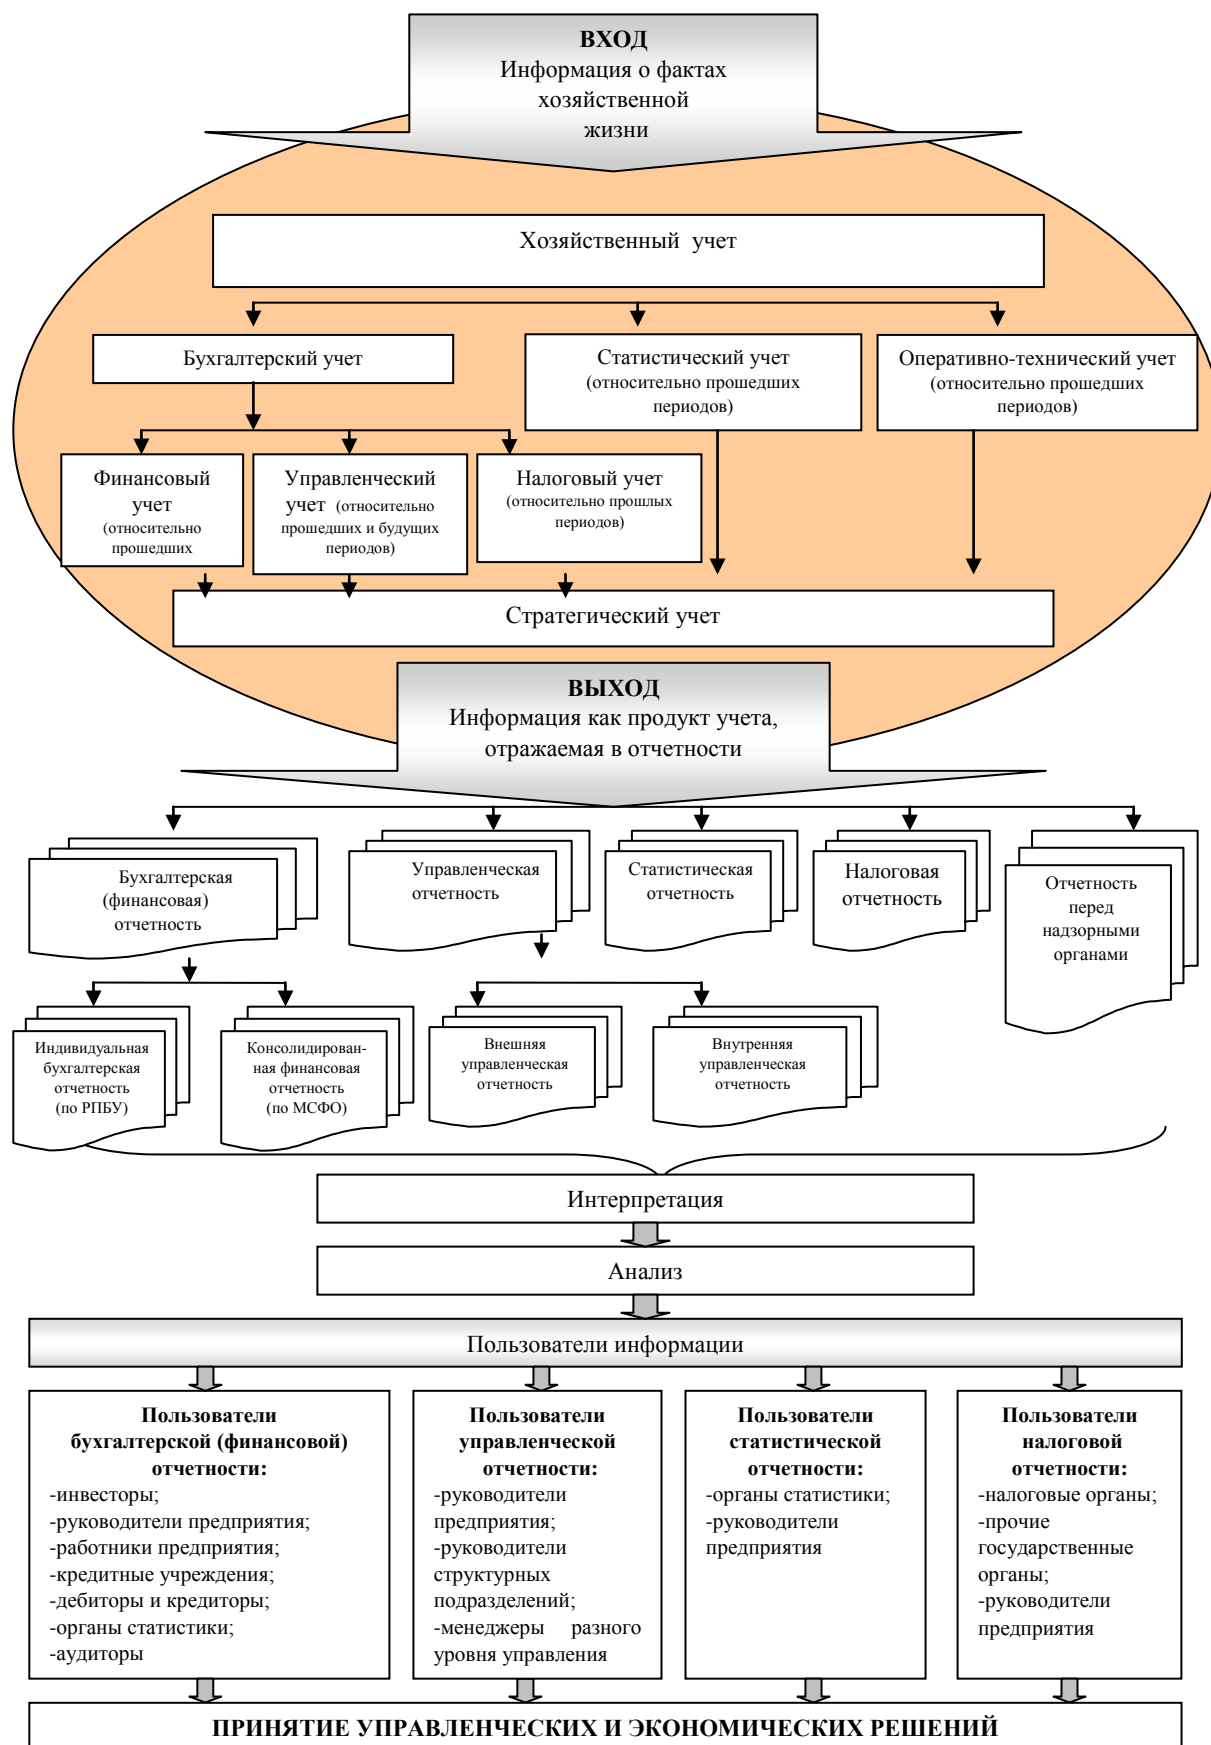 ВХОД
Информация о фактах
хозяйственной
жизни
Хозяйственный учет
Бухгалтерский учет
Статистический учет
(относительно прошедших
периодов)
Оперативно-технический учет
(относительно прошедших
периодов)
Финансовый
учет
(относительно
прошедших
Управленческий
учет (относительно
прошедших и будущих
периодов)
Налоговый учет
(относительно прошлых
периодов)
Стратегический учет
ВЫХОД
Информация как продукт учета,
отражаемая в отчетности
Бухгалтерская
(финансовая)
отчетность
Управленческая
отчетность
Статистическая
отчетность
Налоговая
отчетность
Отчетность
перед
надзорными
органами
Индивидуальная
бухгалтерская
отчетность
(по РПБУ)
Консолидирован-
ная финансовая
отчетность
(по МСФО)
Внешняя
управленческая
отчетность
Внутренняя
управленческая
отчетность
Интерпретация
Анализ
Пользователи информации
Пользователи
бухгалтерской (финансовой)
отчетности:
-инвесторы;
-руководители предприятия;
-работники предприятия;
-кредитные учреждения;
-дебиторы и кредиторы;
-органы статистики;
-аудиторы
Пользователи
управленческой
отчетности:
-руководители
предприятия;
-руководители
структурных
подразделений;
-менеджеры разного
уровня управления
Пользователи
статистической
отчетности:
-органы статистики;
-руководители
предприятия
Пользователи
налоговой
отчетности:
-налоговые органы;
-прочие
государственные
органы;
-руководители
предприятия
ПРИНЯТИЕ УПРАВЛЕНЧЕСКИХ И ЭКОНОМИЧЕСКИХ РЕШЕНИЙ